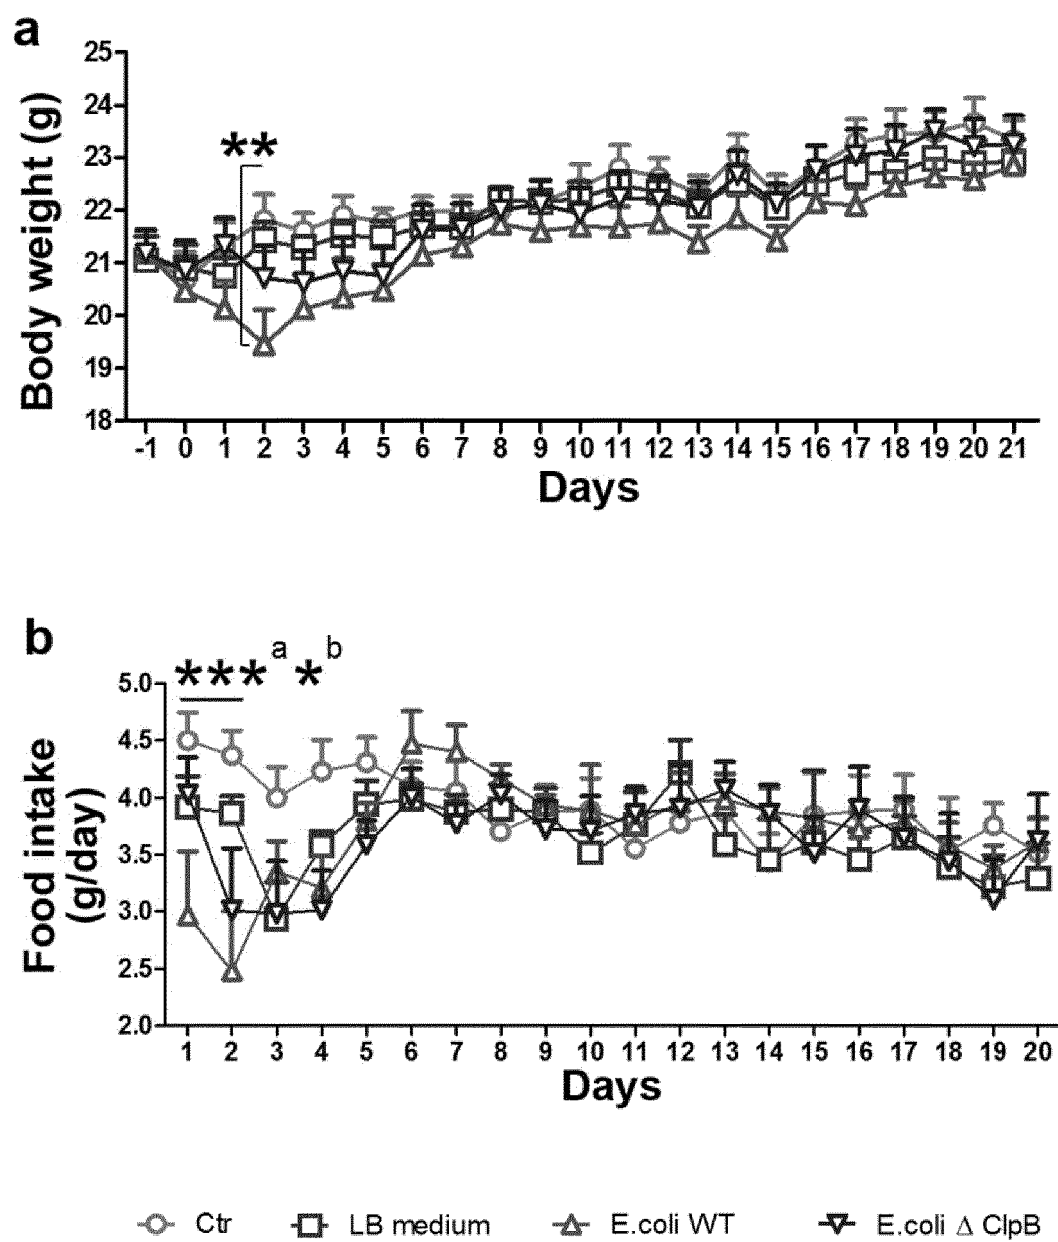 a
Body weight (g)
25
24
23
22
21
20
19
18
**
-1 0 1 2 3 4 5 6 7 8 9 10 11 12 13 14 15 16 17 18 19 20 21
Days
b
Food intake
(g/day)
***a *b
5.0
4.5
4.0
3.5
3.0
2.5
2.0
1 2 3 4 5 6 7 8 9 10 11 12 13 14 15 16 17 18 19 20
Days
Ctr LB medium E.coli WT E.coli Δ ClpB